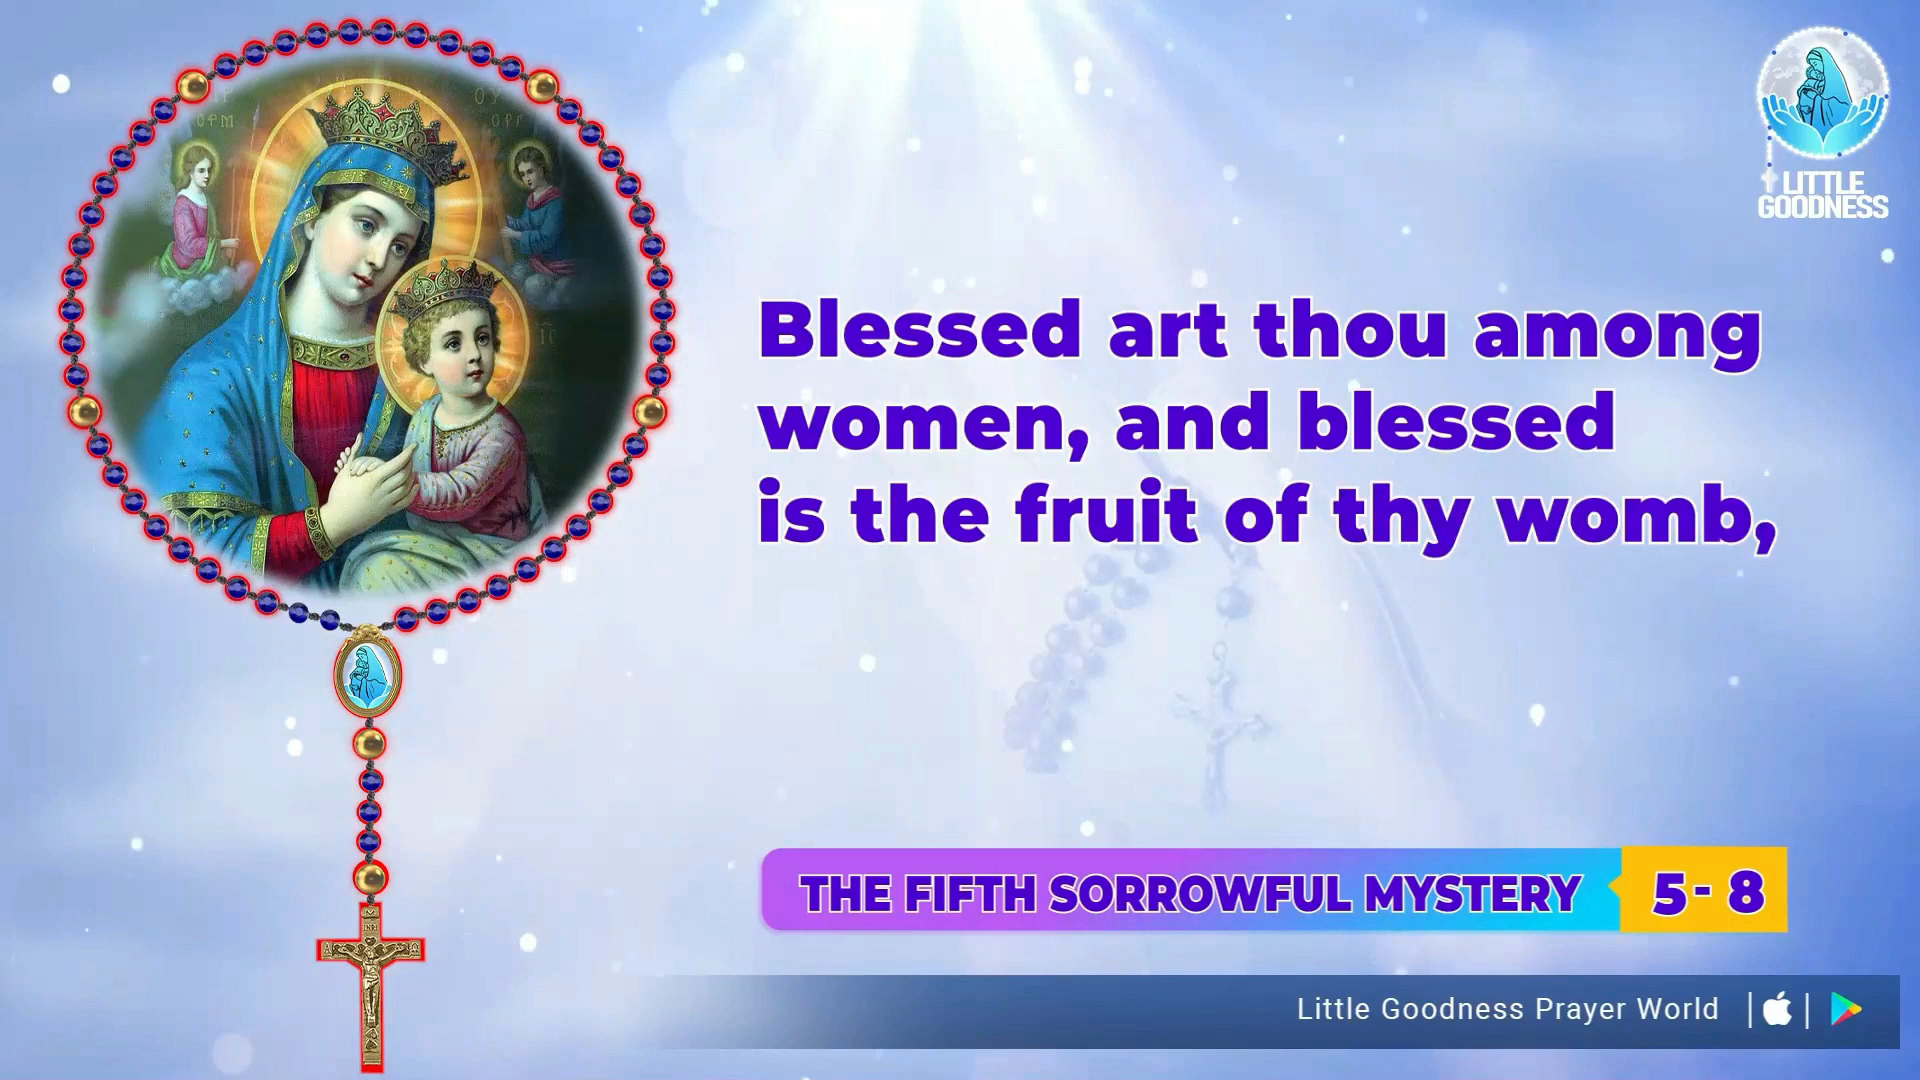 LITTLE
GOODNESS
Blessed art thou among
women, and blessed
is the fruit of thy womb,
THE FIFTH SORROWFUL MYSTERY 5- 8
Little Goodness Prayer World
INRI